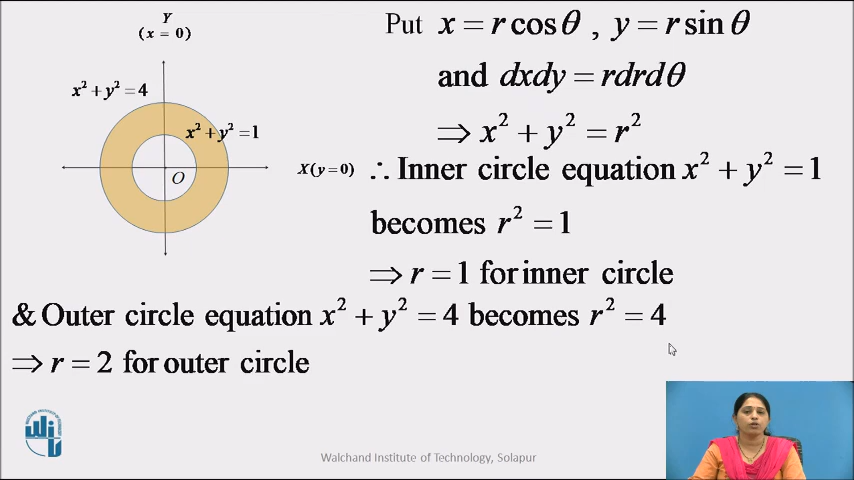 Y
(x = 0)
x² + y² = 4
x² + y² = 1
O
X(y = 0)
Put x = r cos θ , y = r sin θ
and dxdy = rdrdθ
⇒ x² + y² = r²
∴ Inner circle equation x² + y² = 1
becomes r² = 1
⇒ r = 1 for inner circle
& Outer circle equation x² + y² = 4 becomes r² = 4
⇒ r = 2 for outer circle
Walchand Institute of Technology, Solapur